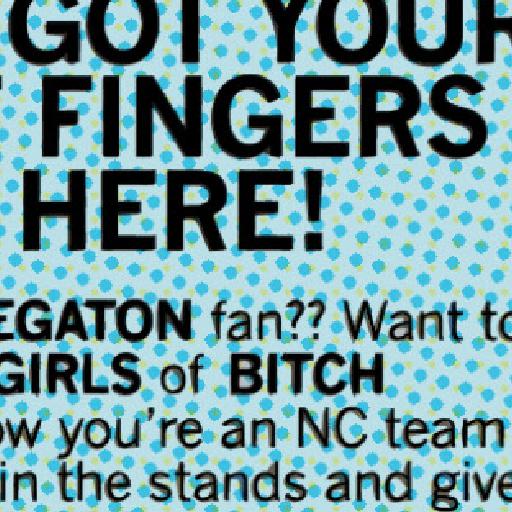 GOT YOUR
FINGERS
HERE!
EGATON fan?? Want to
GIRLS of BITCH
ow you're an NC team
in the stands and give